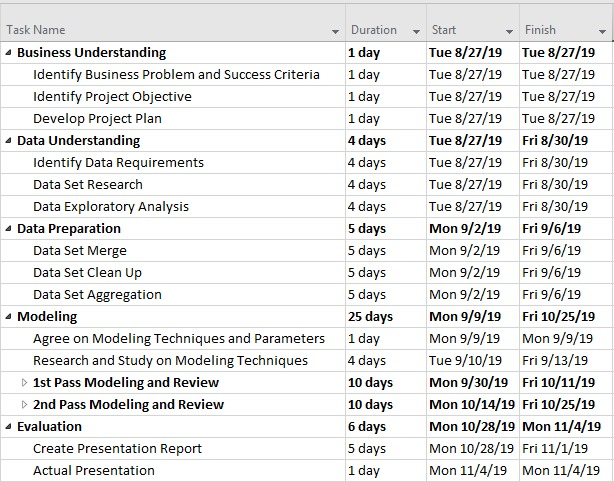 Task Name Duration Start Finish
Business Understanding 1 day Tue 8/27/19 Tue 8/27/19
Identify Business Problem and Success Criteria 1 day Tue 8/27/19 Tue 8/27/19
Identify Project Objective 1 day Tue 8/27/19 Tue 8/27/19
Develop Project Plan 1 day Tue 8/27/19 Tue 8/27/19
Data Understanding 4 days Tue 8/27/19 Fri 8/30/19
Identify Data Requirements 4 days Tue 8/27/19 Fri 8/30/19
Data Set Research 4 days Tue 8/27/19 Fri 8/30/19
Data Exploratory Analysis 4 days Tue 8/27/19 Fri 8/30/19
Data Preparation 5 days Mon 9/2/19 Fri 9/6/19
Data Set Merge 5 days Mon 9/2/19 Fri 9/6/19
Data Set Clean Up 5 days Mon 9/2/19 Fri 9/6/19
Data Set Aggregation 5 days Mon 9/2/19 Fri 9/6/19
Modeling 25 days Mon 9/9/19 Fri 10/25/19
Agree on Modeling Techniques and Parameters 1 day Mon 9/9/19 Mon 9/9/19
Research and Study on Modeling Techniques 4 days Tue 9/10/19 Fri 9/13/19
1st Pass Modeling and Review 10 days Mon 9/30/19 Fri 10/11/19
2nd Pass Modeling and Review 10 days Mon 10/14/19 Fri 10/25/19
Evaluation 6 days Mon 10/28/19 Mon 11/4/19
Create Presentation Report 5 days Mon 10/28/19 Fri 11/1/19
Actual Presentation 1 day Mon 11/4/19 Mon 11/4/19